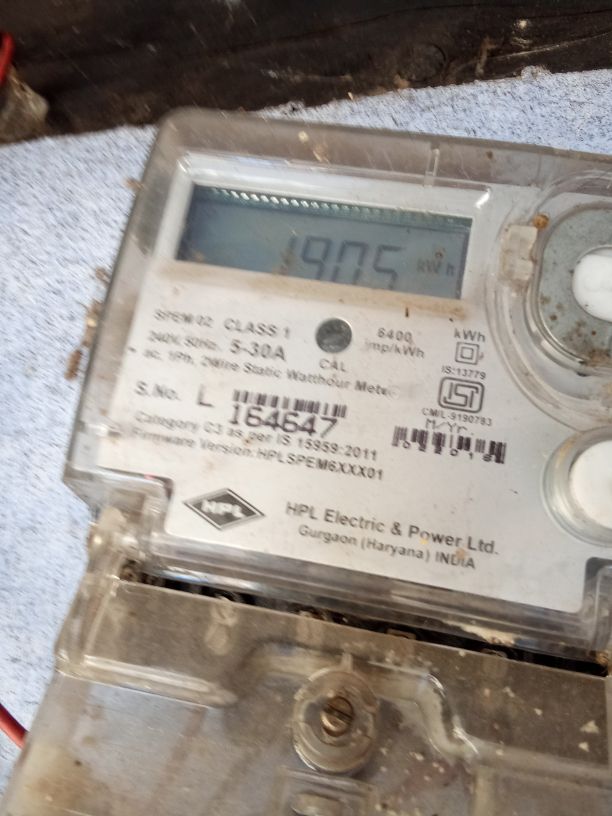 1905 kWh
SPEM 02 CLASS 1
240V, 50Hz. 5-30A
ac, 1Ph, 2Wire Static Watthour Meter
CAL
6400
imp/kWh
kWh
IS:13779
ISI
CM/L-9190783
S.No. L
164647
M/Yr.
Category C3 as per IS 15959:2011
Firmware Version:HPLSPEM6XXX01
HPL
HPL Electric & Power Ltd.
Gurgaon (Haryana) INDIA